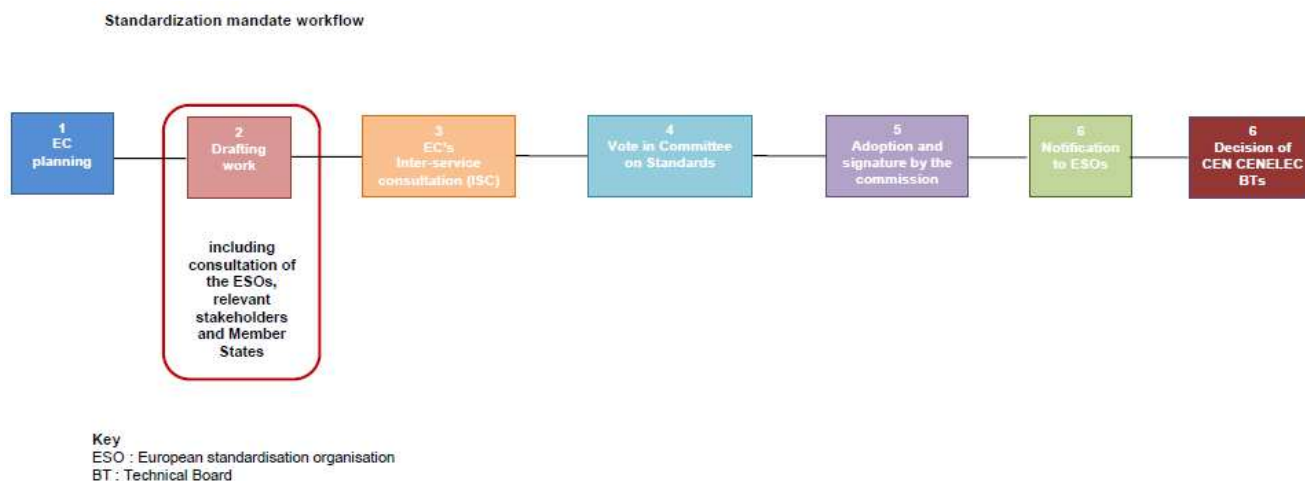 Standardization mandate workflow
1
EC
planning
2
Drafting
work
including
consultation of
the ESOs,
relevant
stakeholders
and Member
States
3
EC's
Inter-service
consultation (ISC)
4
Vote in Committee
on Standards
5
Adoption and
signature by the
commission
6
Notification
to ESOs
6
Decision of
CEN CENELEC
BTs
Key
ESO : European standardisation organisation
BT : Technical Board